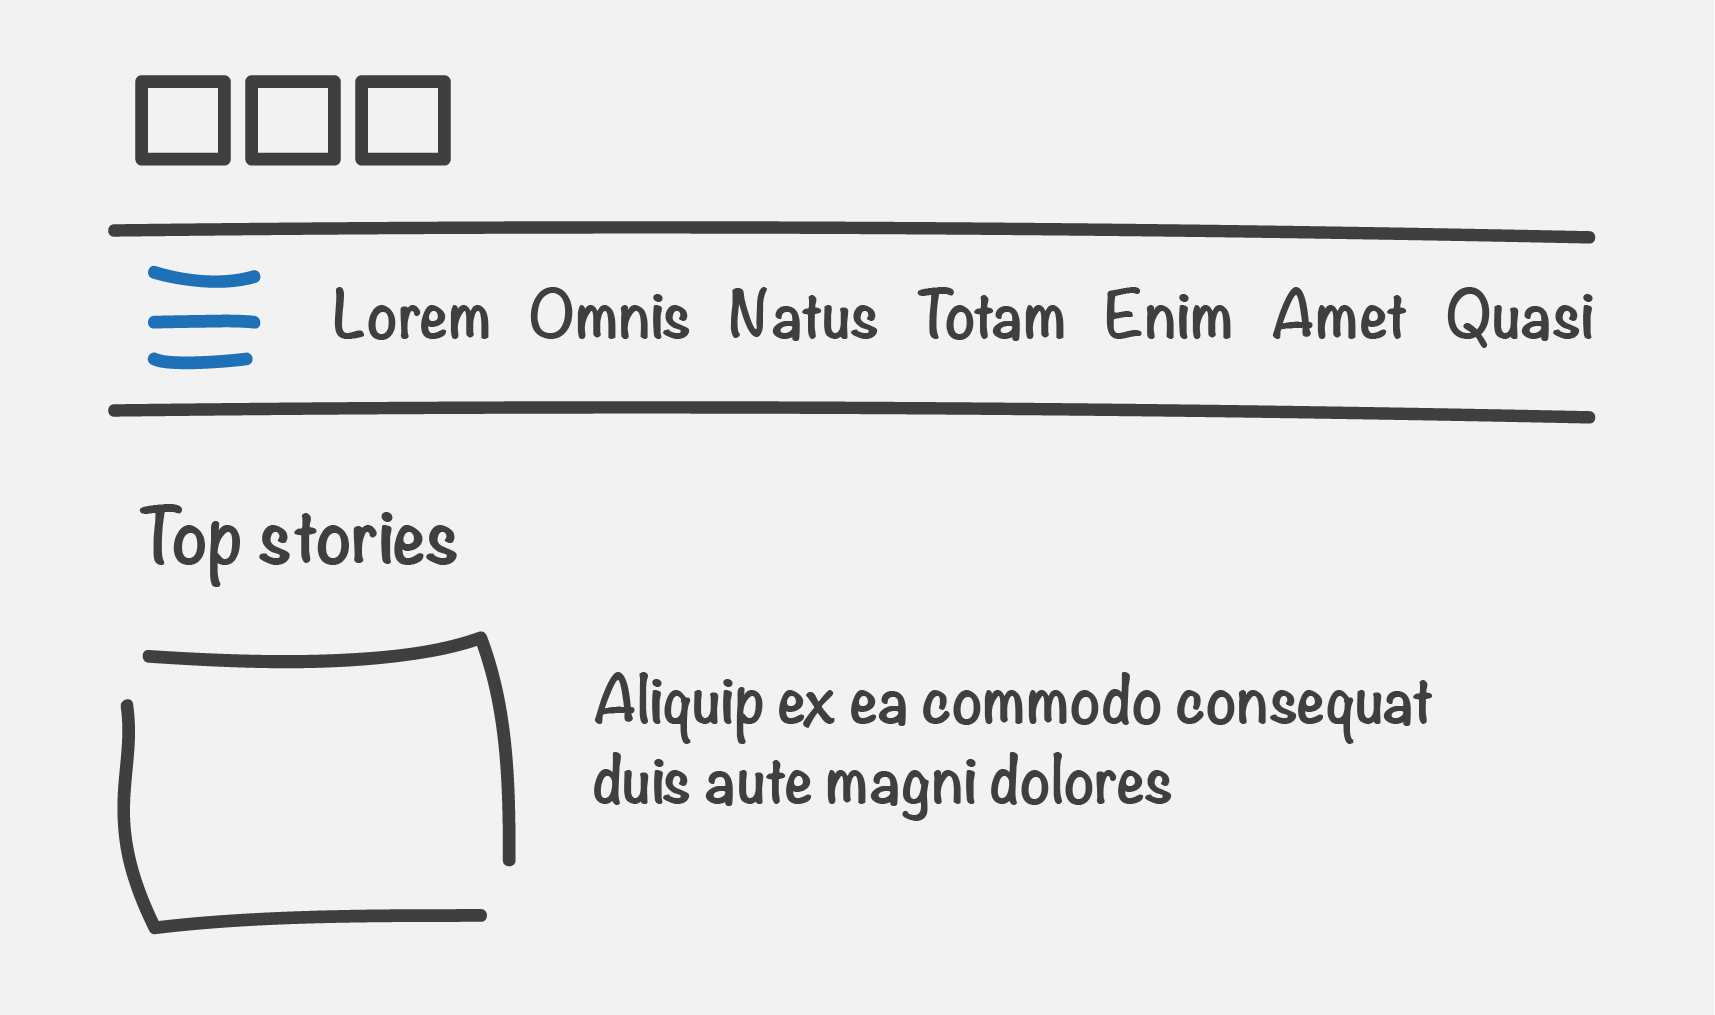 Lorem Omnis Natus Totam Enim Amet Quasi
Top stories
Aliquip ex ea commodo consequat
duis aute magni dolores